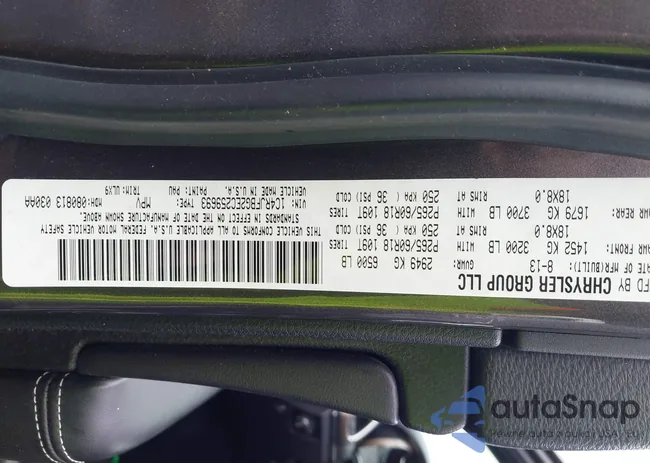 FD BY CHRYSLER GROUP LLC
ATE OF MFR(BUILT): 8-13 GVWR: 2949 KG 6500 LB
WR FRONT: 1452 KG 3200 LB WITH P265/60R18 109T TIRES
18X8.0 RIMS AT 250 KPA 36 PSI COLD
WR REAR: 1679 KG 3700 LB WITH P265/60R18 109T TIRES
18X8.0 RIMS AT 250 KPA 36 PSI COLD
THIS VEHICLE CONFORMS TO ALL APPLICABLE FEDERAL MOTOR VEHICLE SAFETY
STANDARDS IN EFFECT ON THE DATE OF MANUFACTURE SHOWN ABOVE.
1C4RJFBG2EC259693 MPV MDH:080813 030AA
VEHICLE MADE IN U.S.A. PAINT: PAU TRIM:ULX9
autoSnap